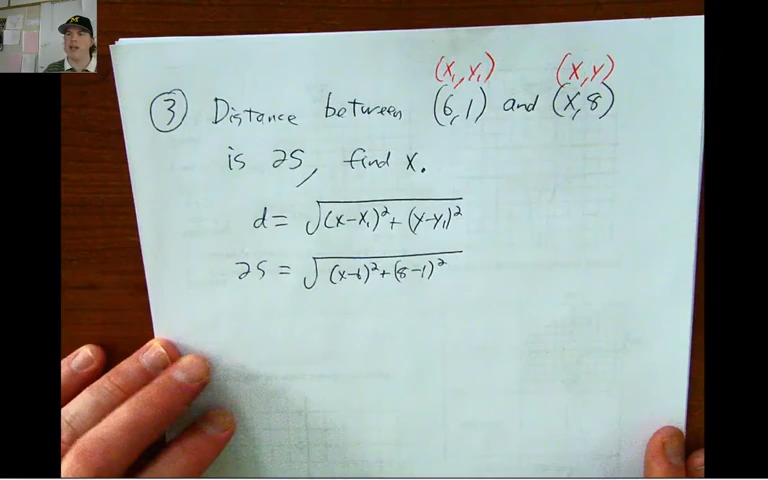 (x₁, y₁) (x, y)
③ Distance between (6, 1) and (x, 8)
is 25, find x.
d = √(x-x₁)² + (y-y₁)²
25 = √(x-6)² + (8-1)²